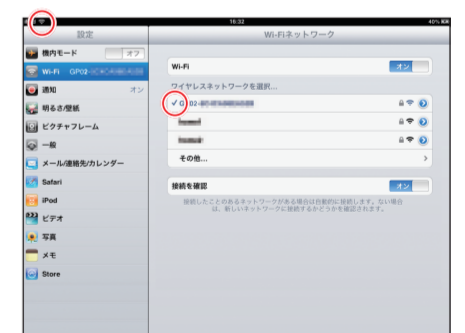 16:32
40%
設定
Wi-Fiネットワーク
機内モード
オフ
Wi-Fi GP02-
通知 オン
明るさ/壁紙
ピクチャフレーム
一般
メール/連絡先/カレンダー
Safari
iPod
ビデオ
写真
メモ
Store
Wi-Fi
オン
ワイヤレスネットワークを選択...
G 02-
その他...
接続を確認
オン
接続したことのあるネットワークがある場合は自動的に接続します。ない場合
は、新しいネットワークに接続するかどうかを確認されます。